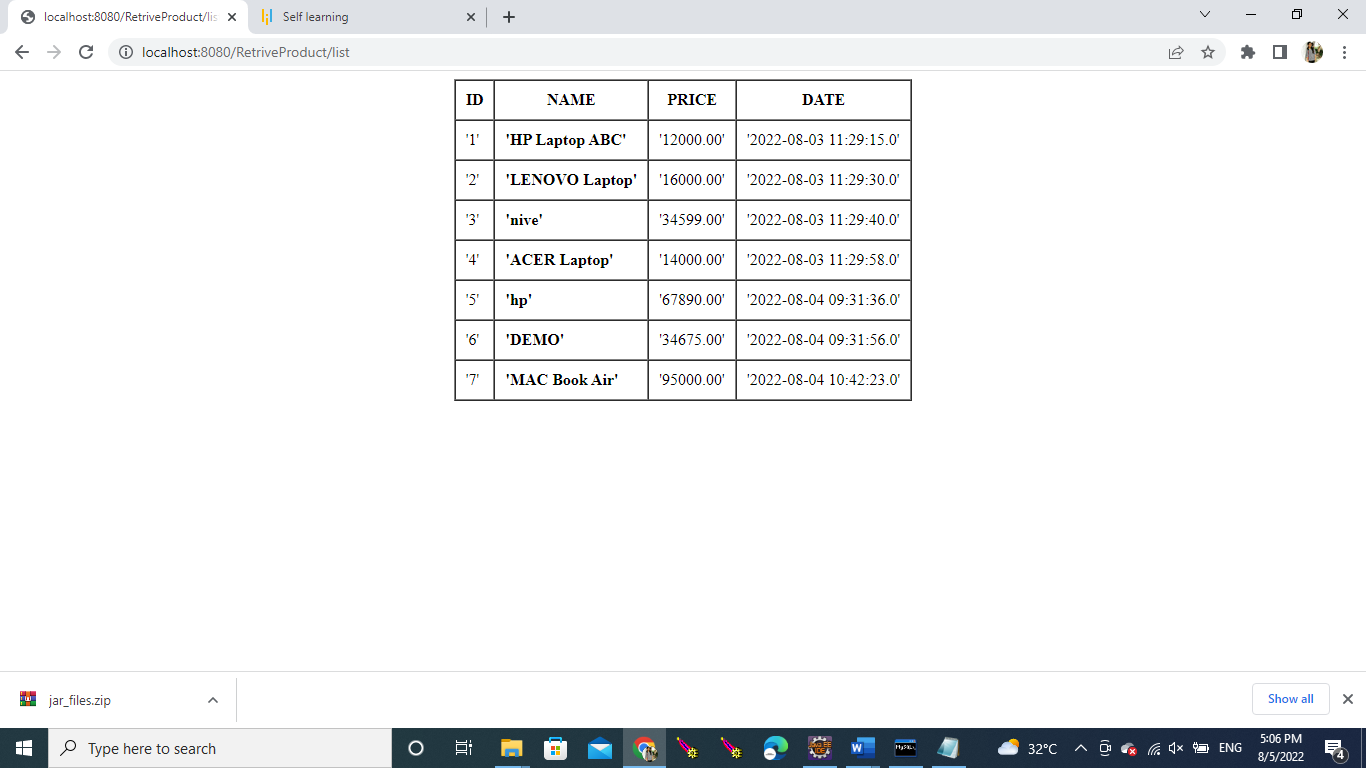 localhost:8080/RetriveProduct/lis
Self learning
localhost:8080/RetriveProduct/list
ID NAME PRICE DATE
'1' 'HP Laptop ABC' '12000.00' '2022-08-03 11:29:15.0'
'2' 'LENOVO Laptop' '16000.00' '2022-08-03 11:29:30.0'
'3' 'nive' '34599.00' '2022-08-03 11:29:40.0'
'4' 'ACER Laptop' '14000.00' '2022-08-03 11:29:58.0'
'5' 'hp' '67890.00' '2022-08-04 09:31:36.0'
'6' 'DEMO' '34675.00' '2022-08-04 09:31:56.0'
'7' 'MAC Book Air' '95000.00' '2022-08-04 10:42:23.0'
jar_files.zip
Show all
Type here to search
32°C
ENG
5:06 PM
8/5/2022
4